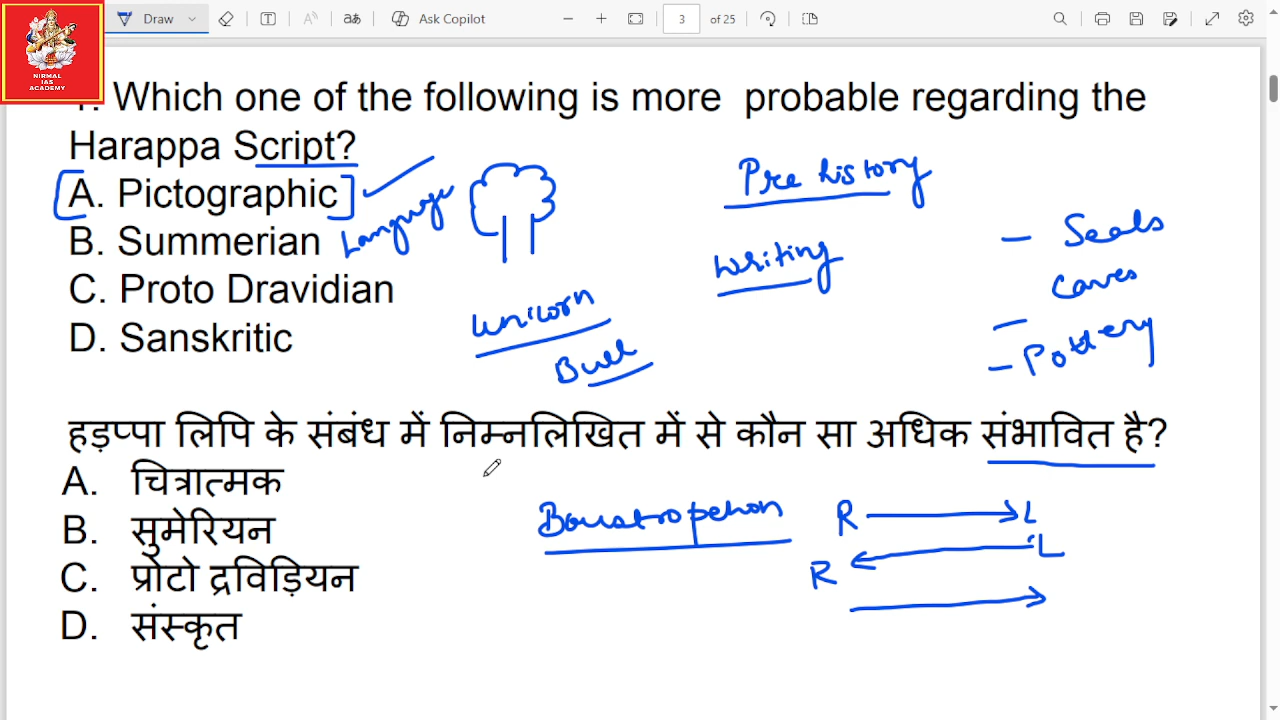 Draw
Ask Copilot
3 of 25
NIRMAL
IAS
ACADEMY
Which one of the following is more probable regarding the
Harappa Script?
A. Pictographic
B. Summerian
C. Proto Dravidian
D. Sanskritic
Language
Pre history
Writing
- Seals
Caves
- Pottery
Unicorn
Bull
हड़प्पा लिपि के संबंध में निम्नलिखित में से कौन सा अधिक संभावित है?
A. चित्रात्मक
B. सुमेरियन
C. प्रोटो द्रविड़ियन
D. संस्कृत
R L
L
R